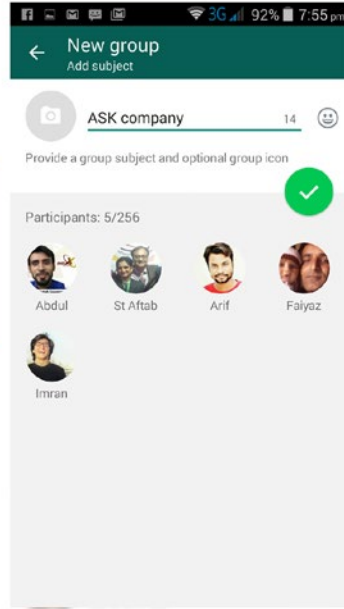 3G 92% 7:55 pm
New group
Add subject
ASK company 14
Provide a group subject and optional group icon
Participants: 5/256
Abdul St Aftab Arif Faiyaz
Imran